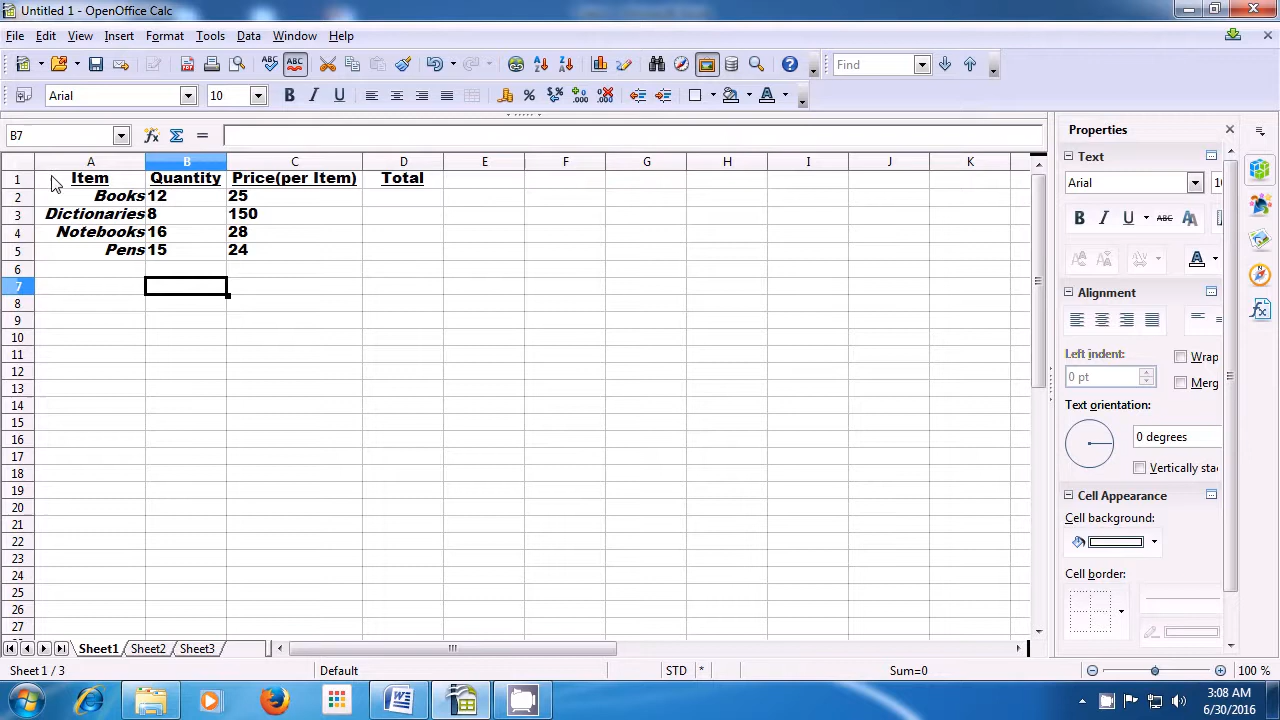 Untitled 1 - OpenOffice Calc
File Edit View Insert Format Tools Data Window Help
Find
Arial 10
B7
Properties
Text
Arial
Alignment
Left indent:
Wrap
0 pt
Merg
Text orientation:
0 degrees
Vertically stac
Cell Appearance
Cell background:
Cell border:
A B C D E F G H I J K
1 Item Quantity Price(per Item) Total
2 Books 12 25
3 Dictionaries 8 150
4 Notebooks 16 28
5 Pens 15 24
6
7
8
9
10
11
12
13
14
15
16
17
18
19
20
21
22
23
24
25
26
Sheet1 Sheet2 Sheet3
Sheet 1 / 3 Default STD * Sum=0 100 %
3:08 AM
6/30/2016